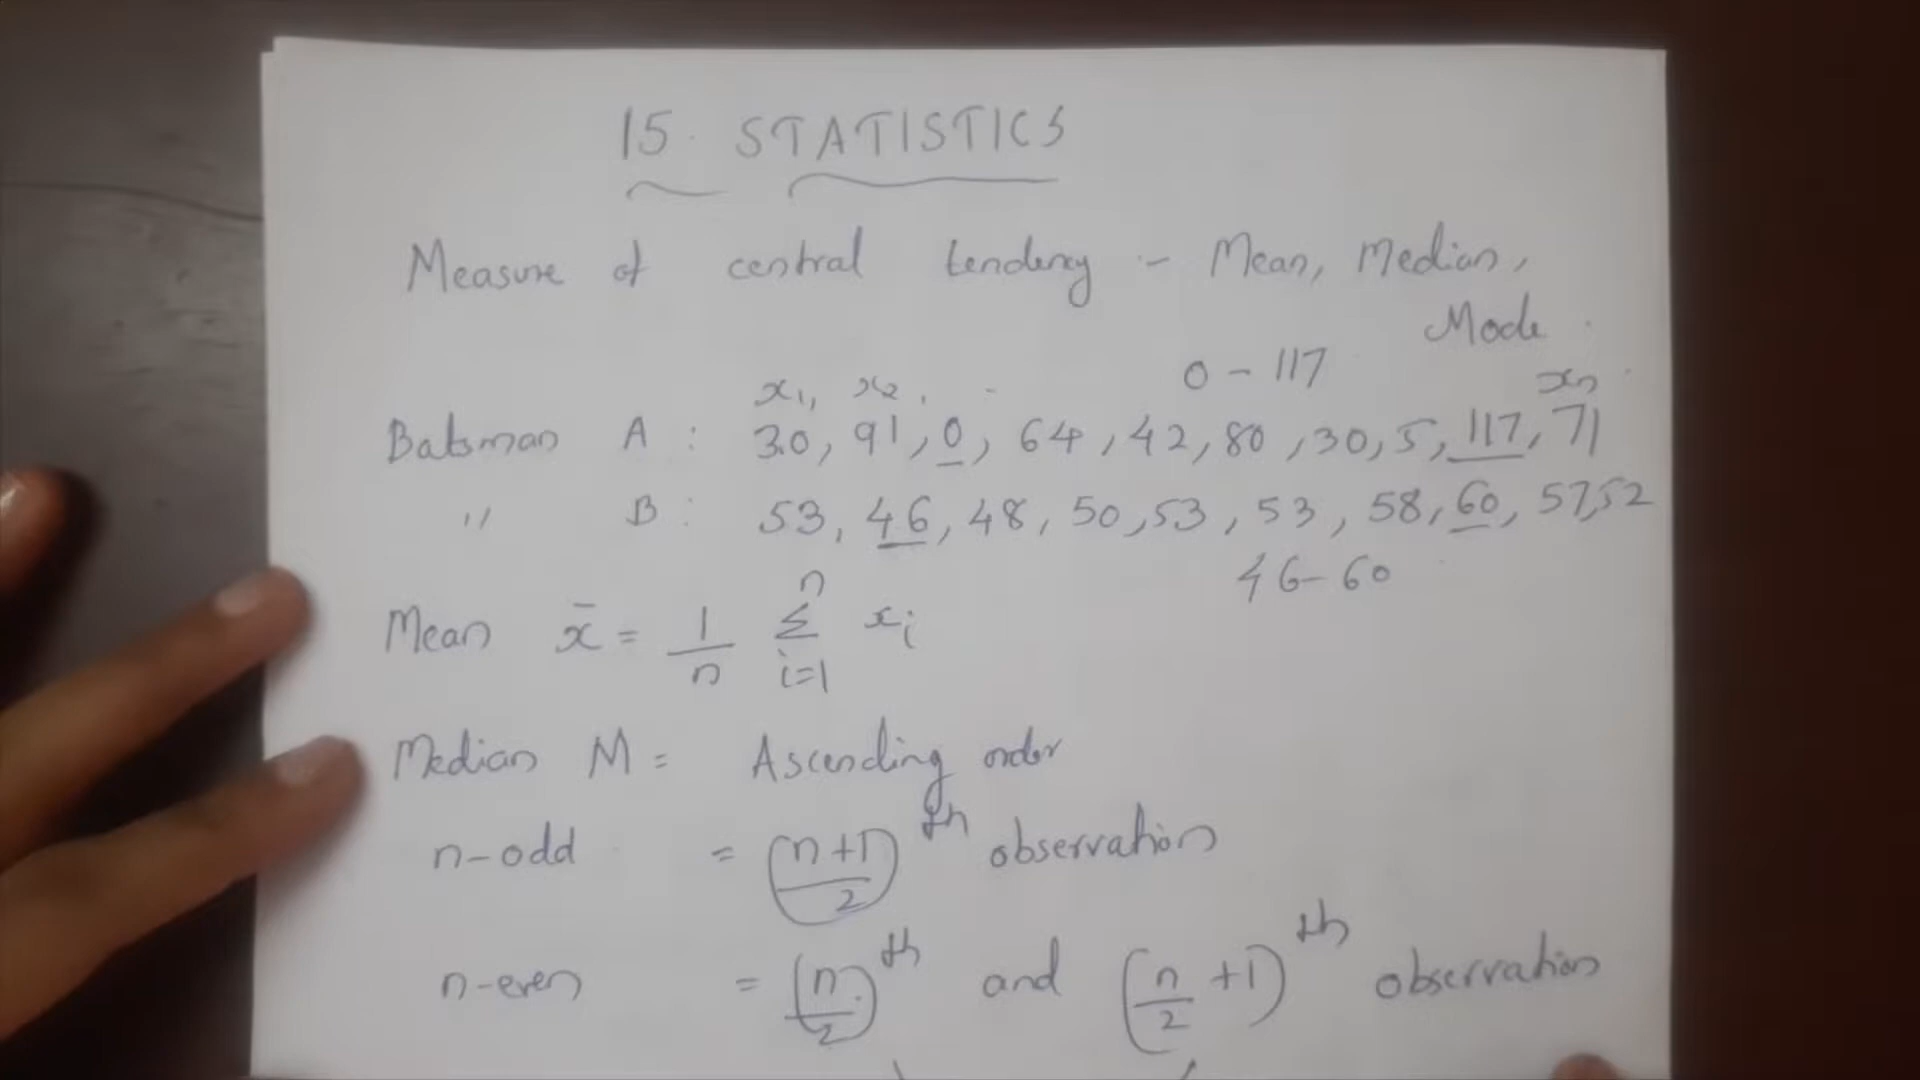 15. STATISTICS
Measure of central tendency :- Mean, Median,
Mode
0 - 117
x₁, x₂, xₙ
Batsman A : 30, 91, 0, 64, 42, 80, 30, 5, 117, 71
" B : 53, 46, 48, 50, 53, 53, 58, 60, 57, 52
46-60
Mean x̄ = 1/n Σ_{i=1}^{n} xᵢ
Median M = Ascending order
n-odd = ((n+1)/2)^th observation
n-even = (n/2)^th and (n/2 +1)^th observation